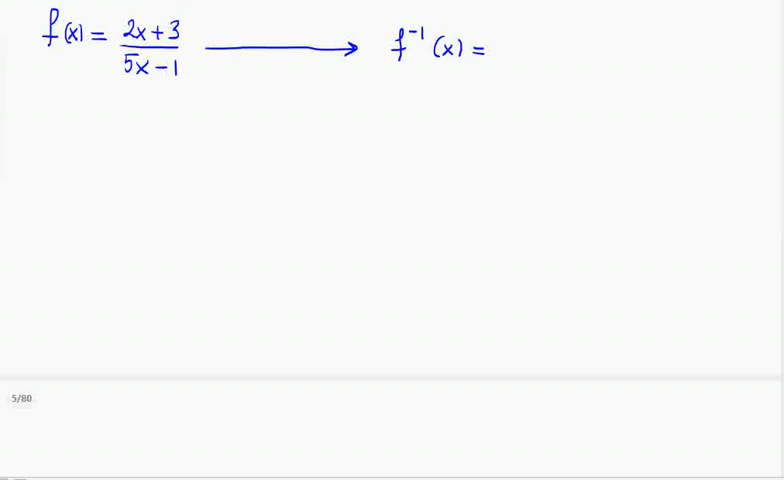 f(x) = (2x+3)/(5x−1) ⟶ f⁻¹(x) =
5/80